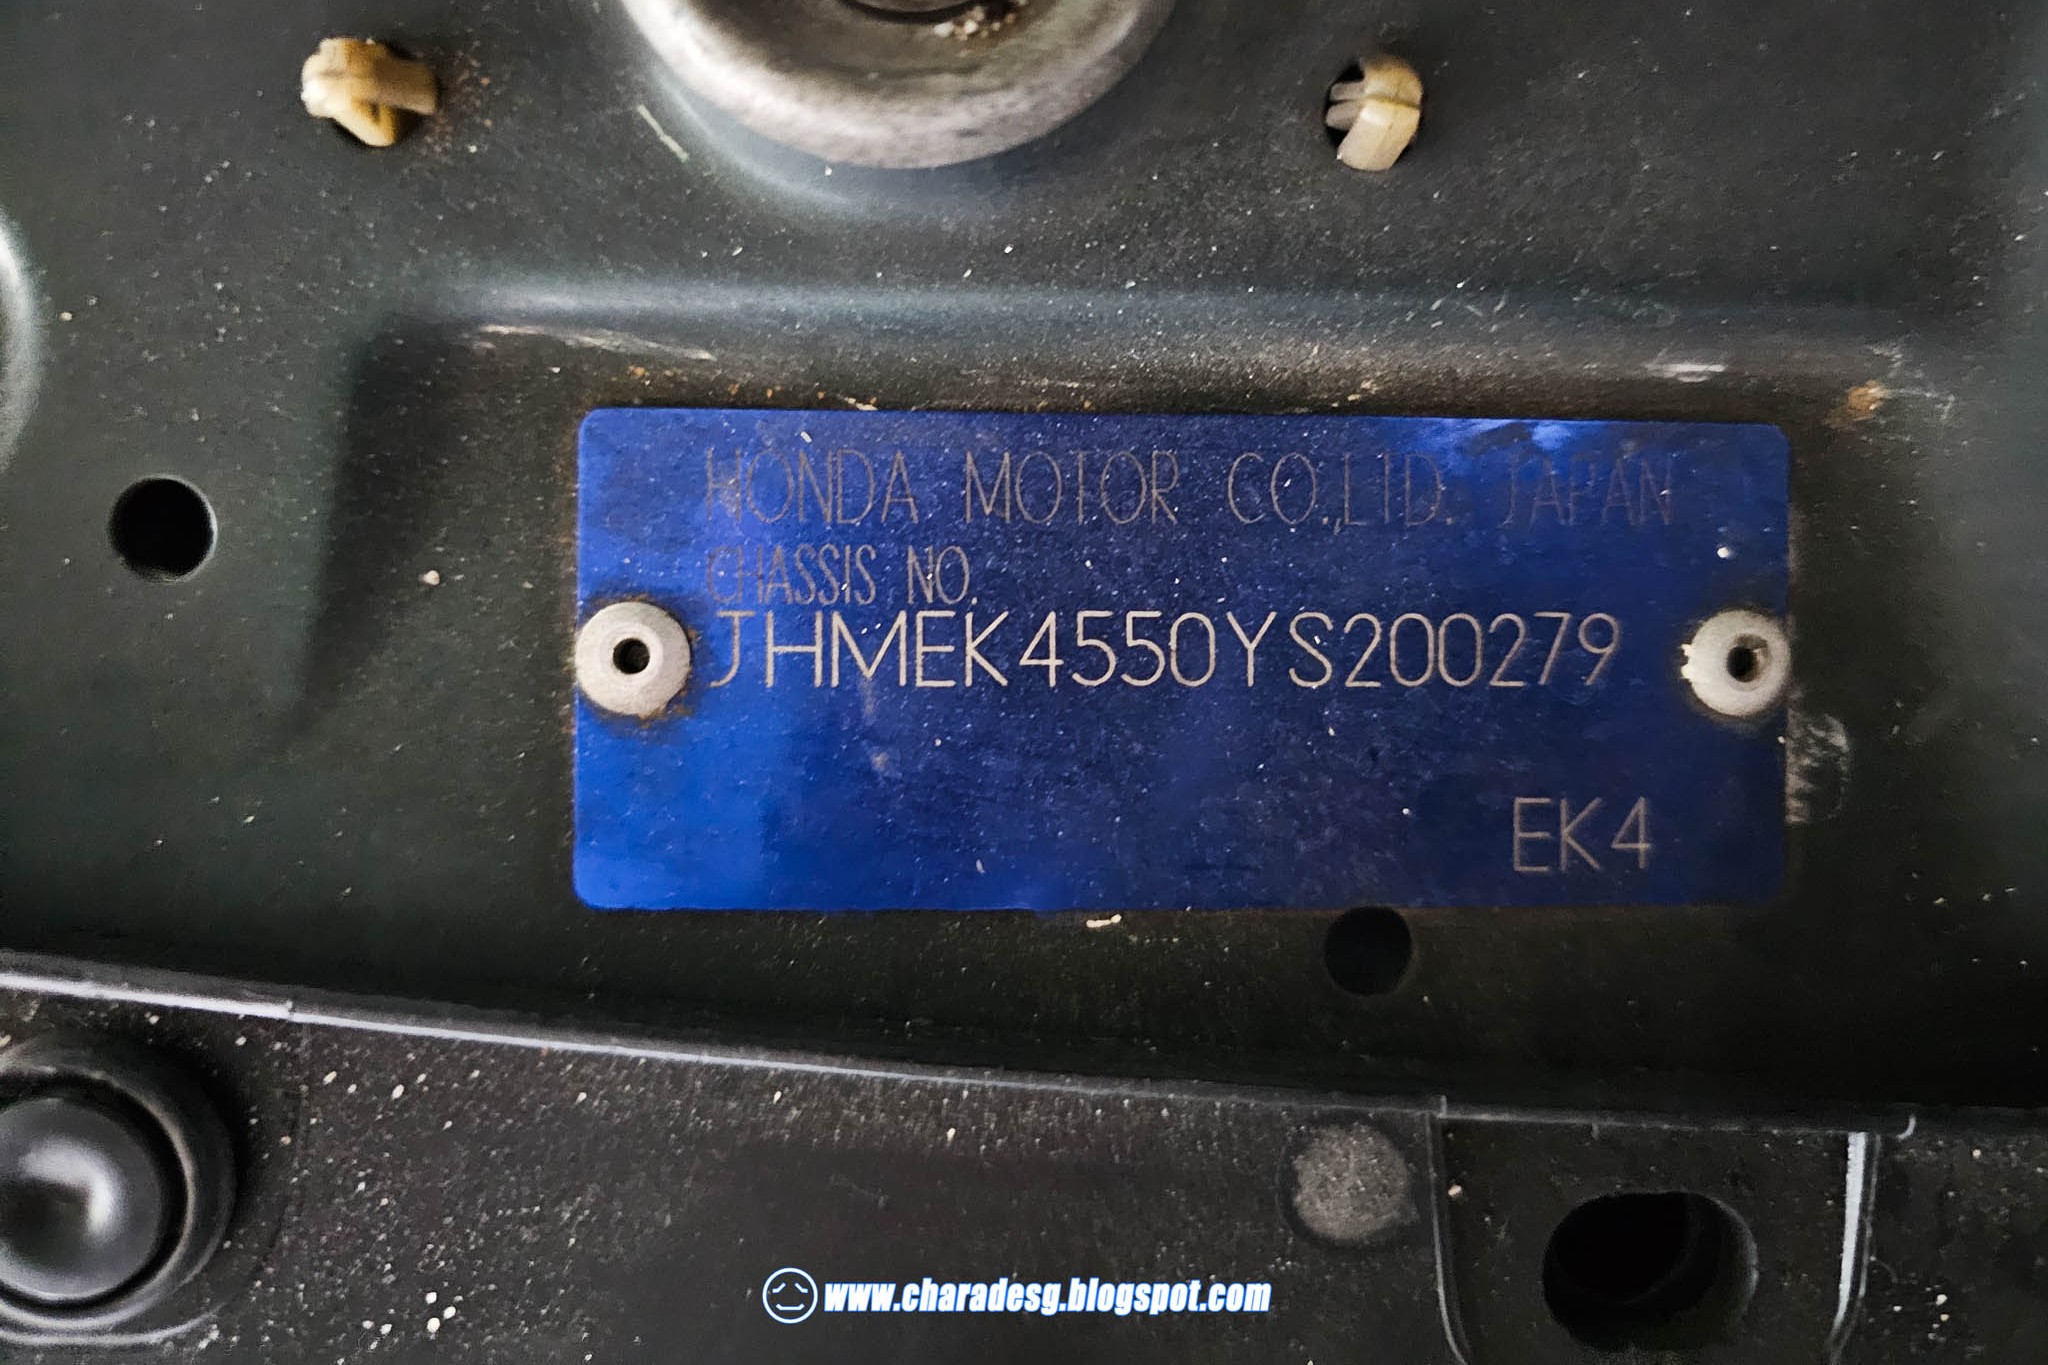 HONDA MOTOR CO.,LTD. JAPAN
CHASSIS NO.
JHMEK4550YS200279
EK4
www.charadesg.blogspot.com